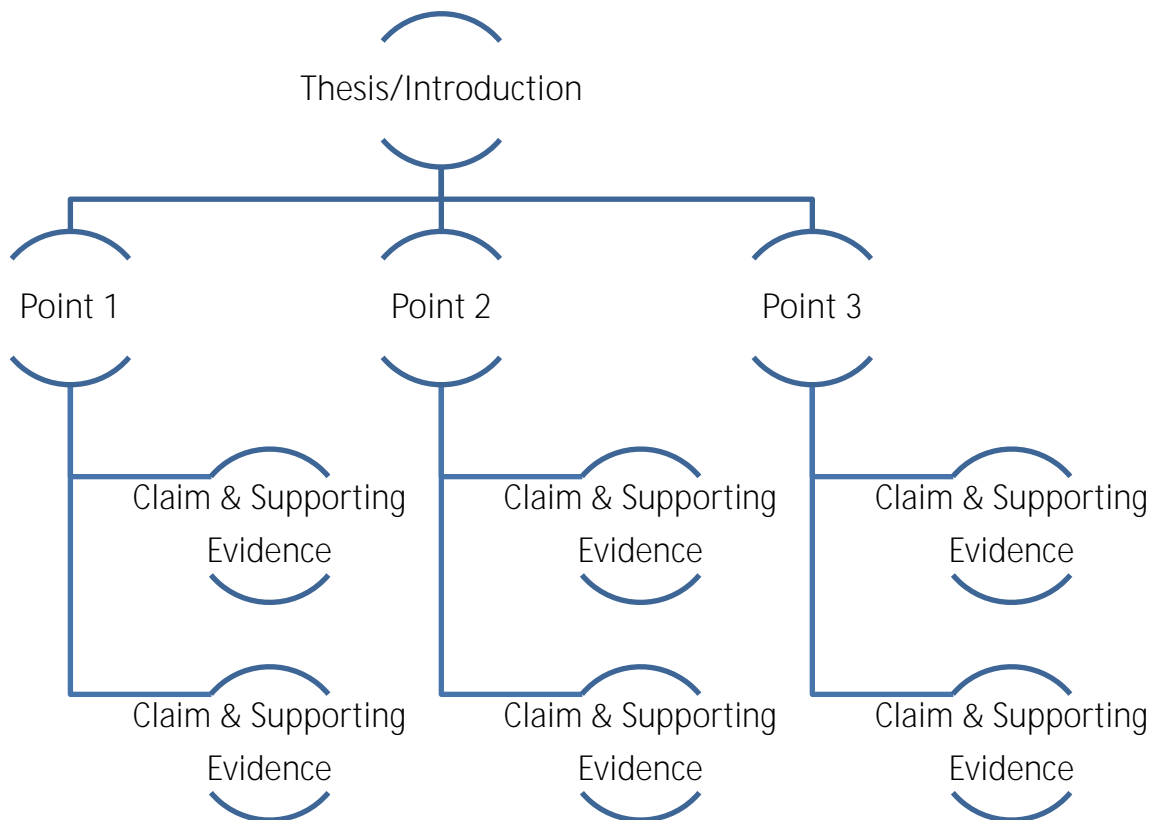 Thesis/Introduction
Point 1
Point 2
Point 3
Claim & Supporting
Evidence
Claim & Supporting
Evidence
Claim & Supporting
Evidence
Claim & Supporting
Evidence
Claim & Supporting
Evidence
Claim & Supporting
Evidence